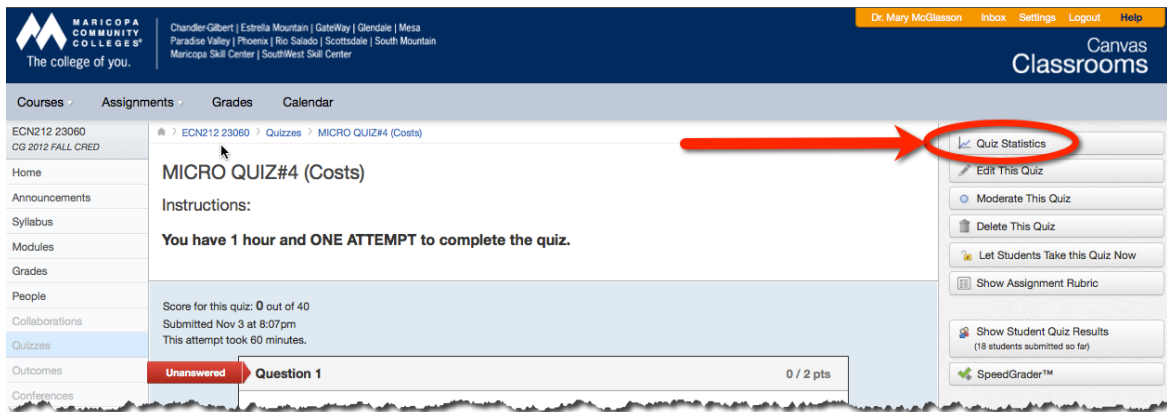 MARICOPA
COMMUNITY
COLLEGES®
The college of you.
Chandler-Gilbert | Estrella Mountain | GateWay | Glendale | Mesa
Paradise Valley | Phoenix | Rio Salado | Scottsdale | South Mountain
Maricopa Skill Center | SouthWest Skill Center
Dr. Mary McGlasson Inbox Settings Logout Help
Canvas
Classrooms
Courses Assignments Grades Calendar
ECN212 23060
CG 2012 FALL CRED
Home
Announcements
Syllabus
Modules
Grades
People
Collaborations
Quizzes
Outcomes
Conferences
ECN212 23060 > Quizzes > MICRO QUIZ#4 (Costs)
MICRO QUIZ#4 (Costs)
Instructions:
You have 1 hour and ONE ATTEMPT to complete the quiz.
Score for this quiz: 0 out of 40
Submitted Nov 3 at 8:07pm
This attempt took 60 minutes.
Unanswered Question 1 0 / 2 pts
Quiz Statistics
Edit This Quiz
Moderate This Quiz
Delete This Quiz
Let Students Take this Quiz Now
Show Assignment Rubric
Show Student Quiz Results
(18 students submitted so far)
SpeedGrader™